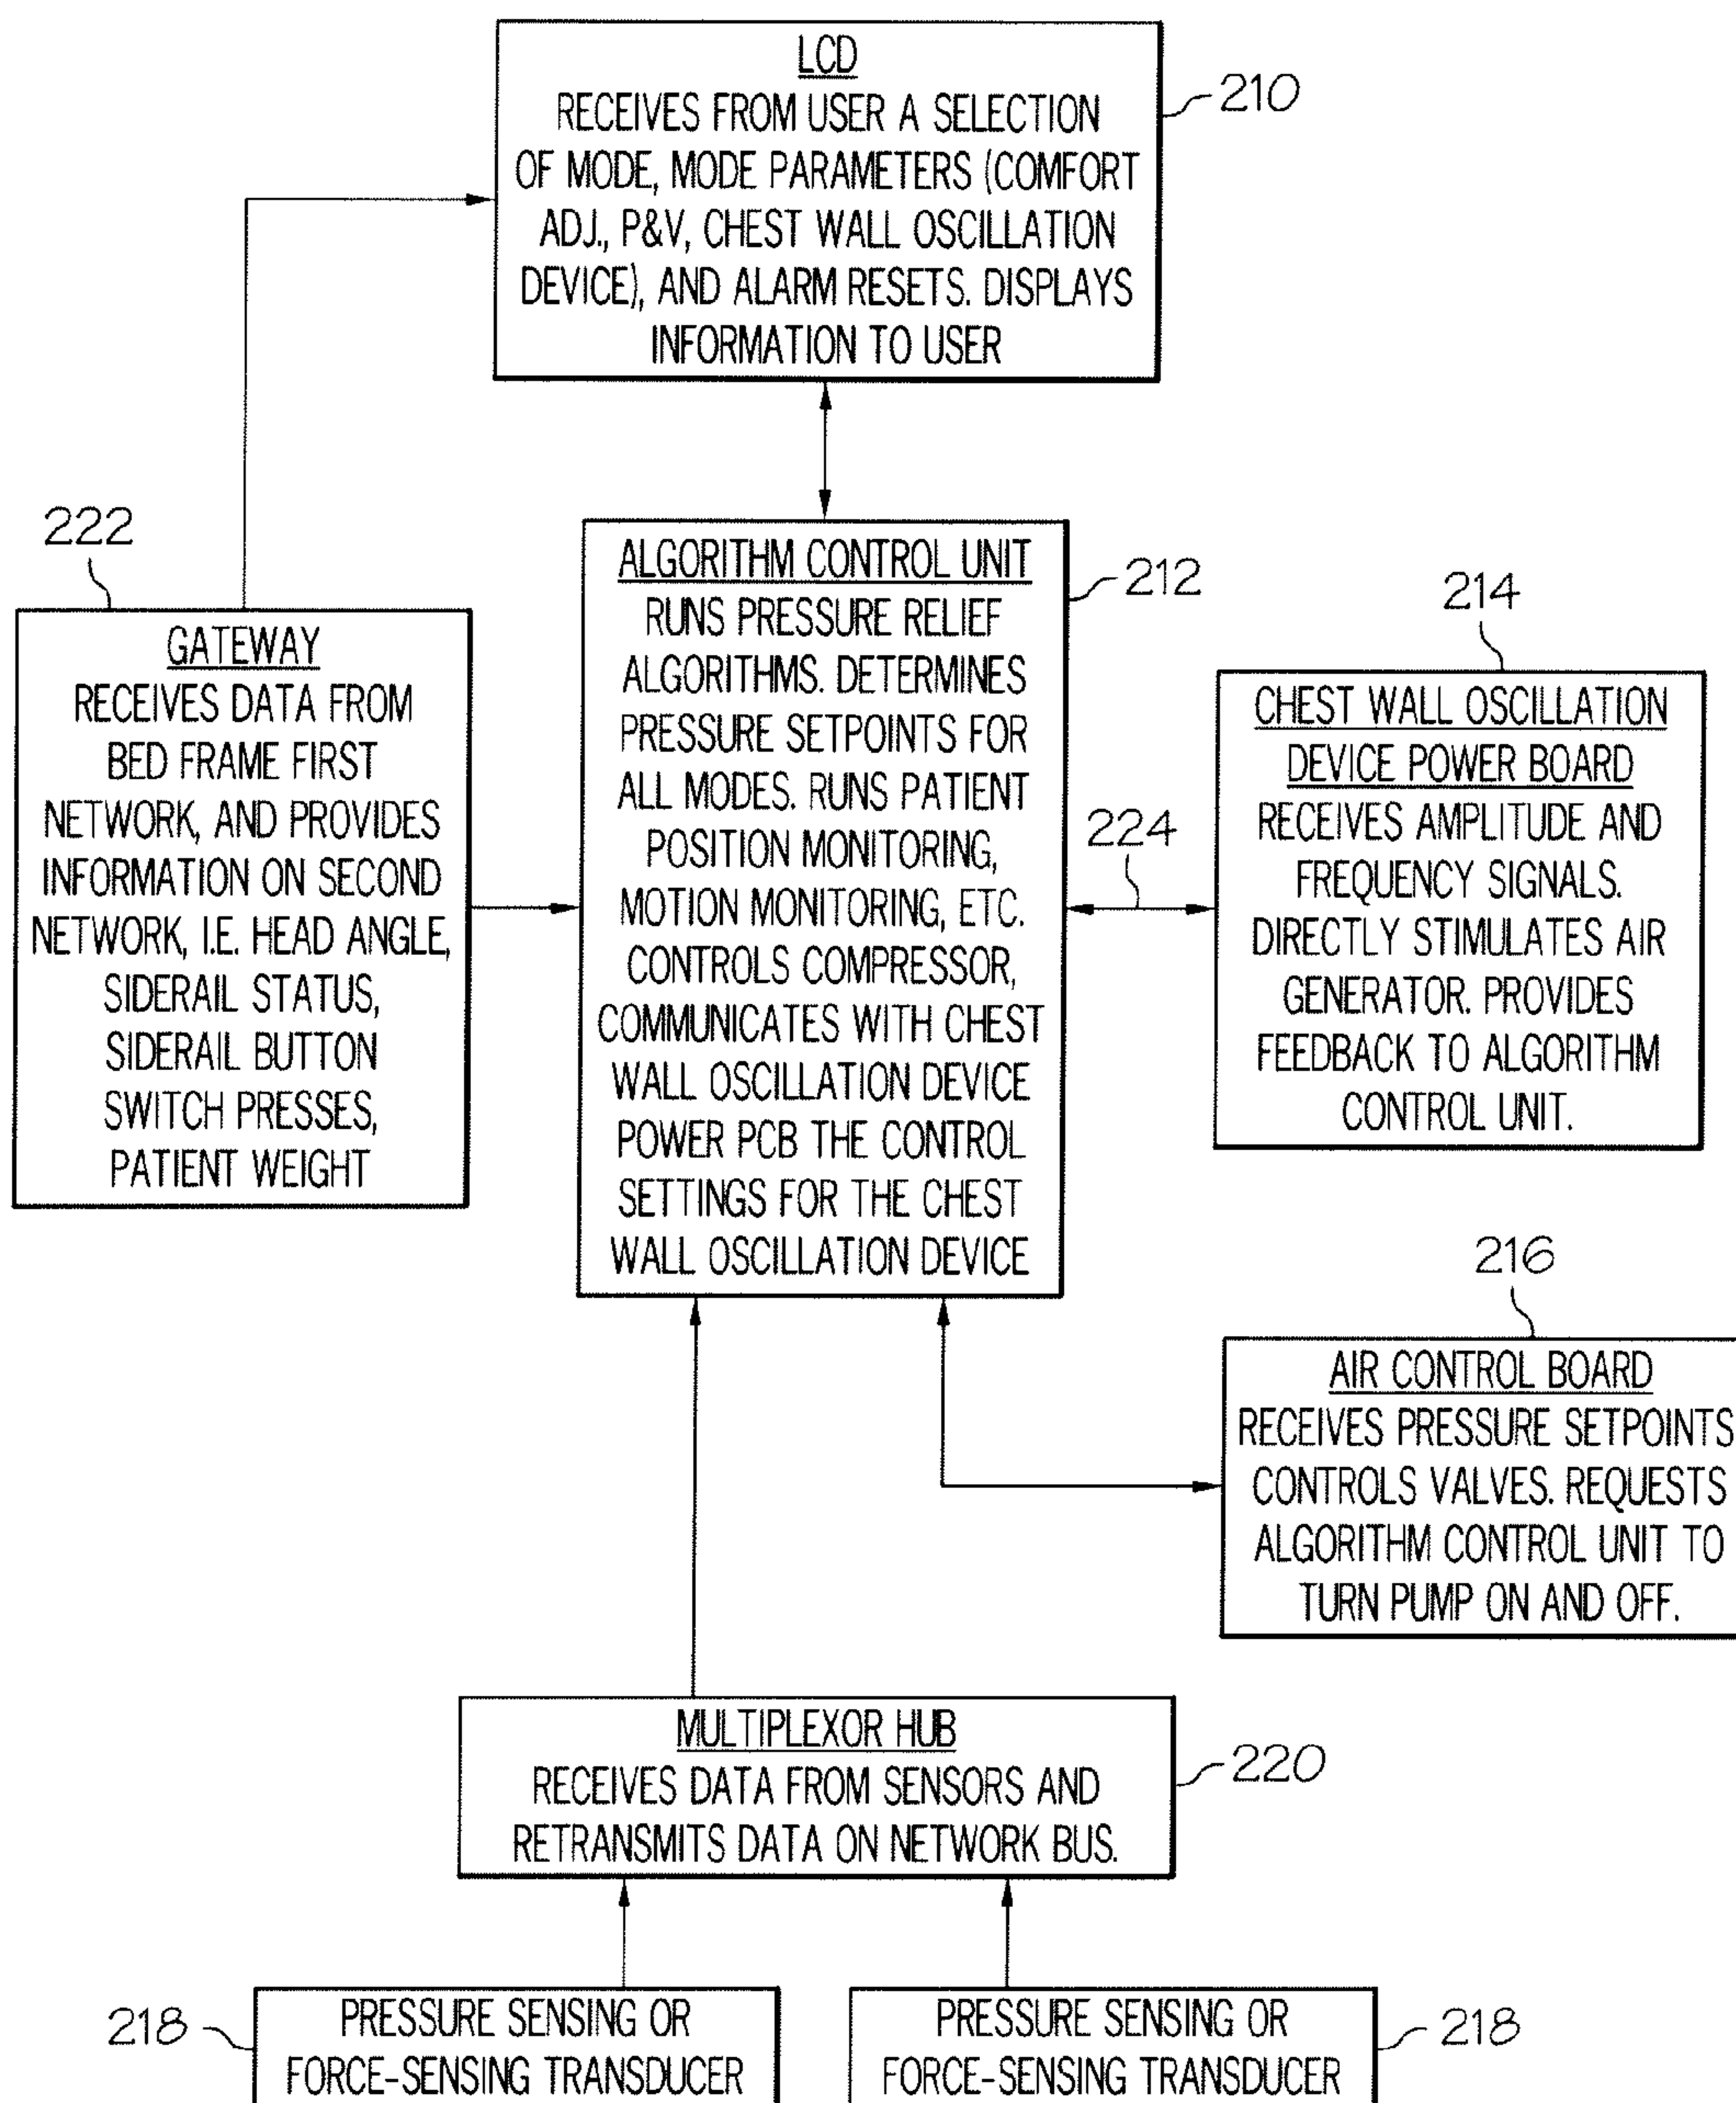 LCD
RECEIVES FROM USER A SELECTION
OF MODE, MODE PARAMETERS (COMFORT
ADJ., P&V, CHEST WALL OSCILLATION
DEVICE), AND ALARM RESETS. DISPLAYS
INFORMATION TO USER
210
222
GATEWAY
RECEIVES DATA FROM
BED FRAME FIRST
NETWORK, AND PROVIDES
INFORMATION ON SECOND
NETWORK, I.E. HEAD ANGLE,
SIDERAIL STATUS,
SIDERAIL BUTTON
SWITCH PRESSES,
PATIENT WEIGHT
ALGORITHM CONTROL UNIT
RUNS PRESSURE RELIEF
ALGORITHMS. DETERMINES
PRESSURE SETPOINTS FOR
ALL MODES. RUNS PATIENT
POSITION MONITORING,
MOTION MONITORING, ETC.
CONTROLS COMPRESSOR,
COMMUNICATES WITH CHEST
WALL OSCILLATION DEVICE
POWER PCB THE CONTROL
SETTINGS FOR THE CHEST
WALL OSCILLATION DEVICE
212
214
CHEST WALL OSCILLATION
DEVICE POWER BOARD
RECEIVES AMPLITUDE AND
FREQUENCY SIGNALS.
DIRECTLY STIMULATES AIR
GENERATOR. PROVIDES
FEEDBACK TO ALGORITHM
CONTROL UNIT.
224
216
AIR CONTROL BOARD
RECEIVES PRESSURE SETPOINTS
CONTROLS VALVES. REQUESTS
ALGORITHM CONTROL UNIT TO
TURN PUMP ON AND OFF.
MULTIPLEXOR HUB
RECEIVES DATA FROM SENSORS AND
RETRANSMITS DATA ON NETWORK BUS.
220
218
PRESSURE SENSING OR
FORCE-SENSING TRANSDUCER
PRESSURE SENSING OR
FORCE-SENSING TRANSDUCER
218